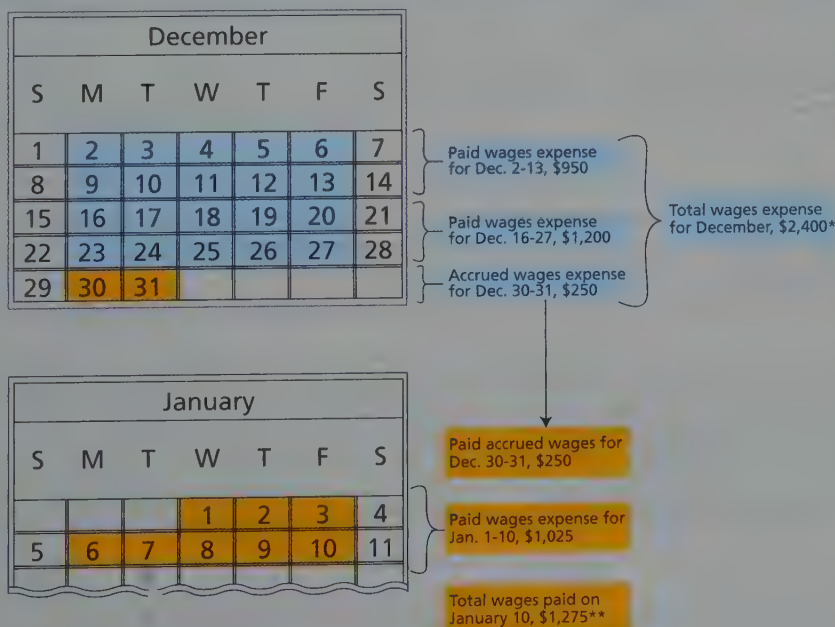 December
S M T W T F S
1 2 3 4 5 6 7
8 9 10 11 12 13 14
15 16 17 18 19 20 21
22 23 24 25 26 27 28
29 30 31
Paid wages expense
for Dec. 2-13, $950
Paid wages expense
for Dec. 16-27, $1,200
Accrued wages expense
for Dec. 30-31, $250
Total wages expense
for December, $2,400*
January
S M T W T F S
1 2 3 4
5 6 7 8 9 10 11
Paid accrued wages for
Dec. 30-31, $250
Paid wages expense for
Jan. 1-10, $1,025
Total wages paid on
January 10, $1,275**